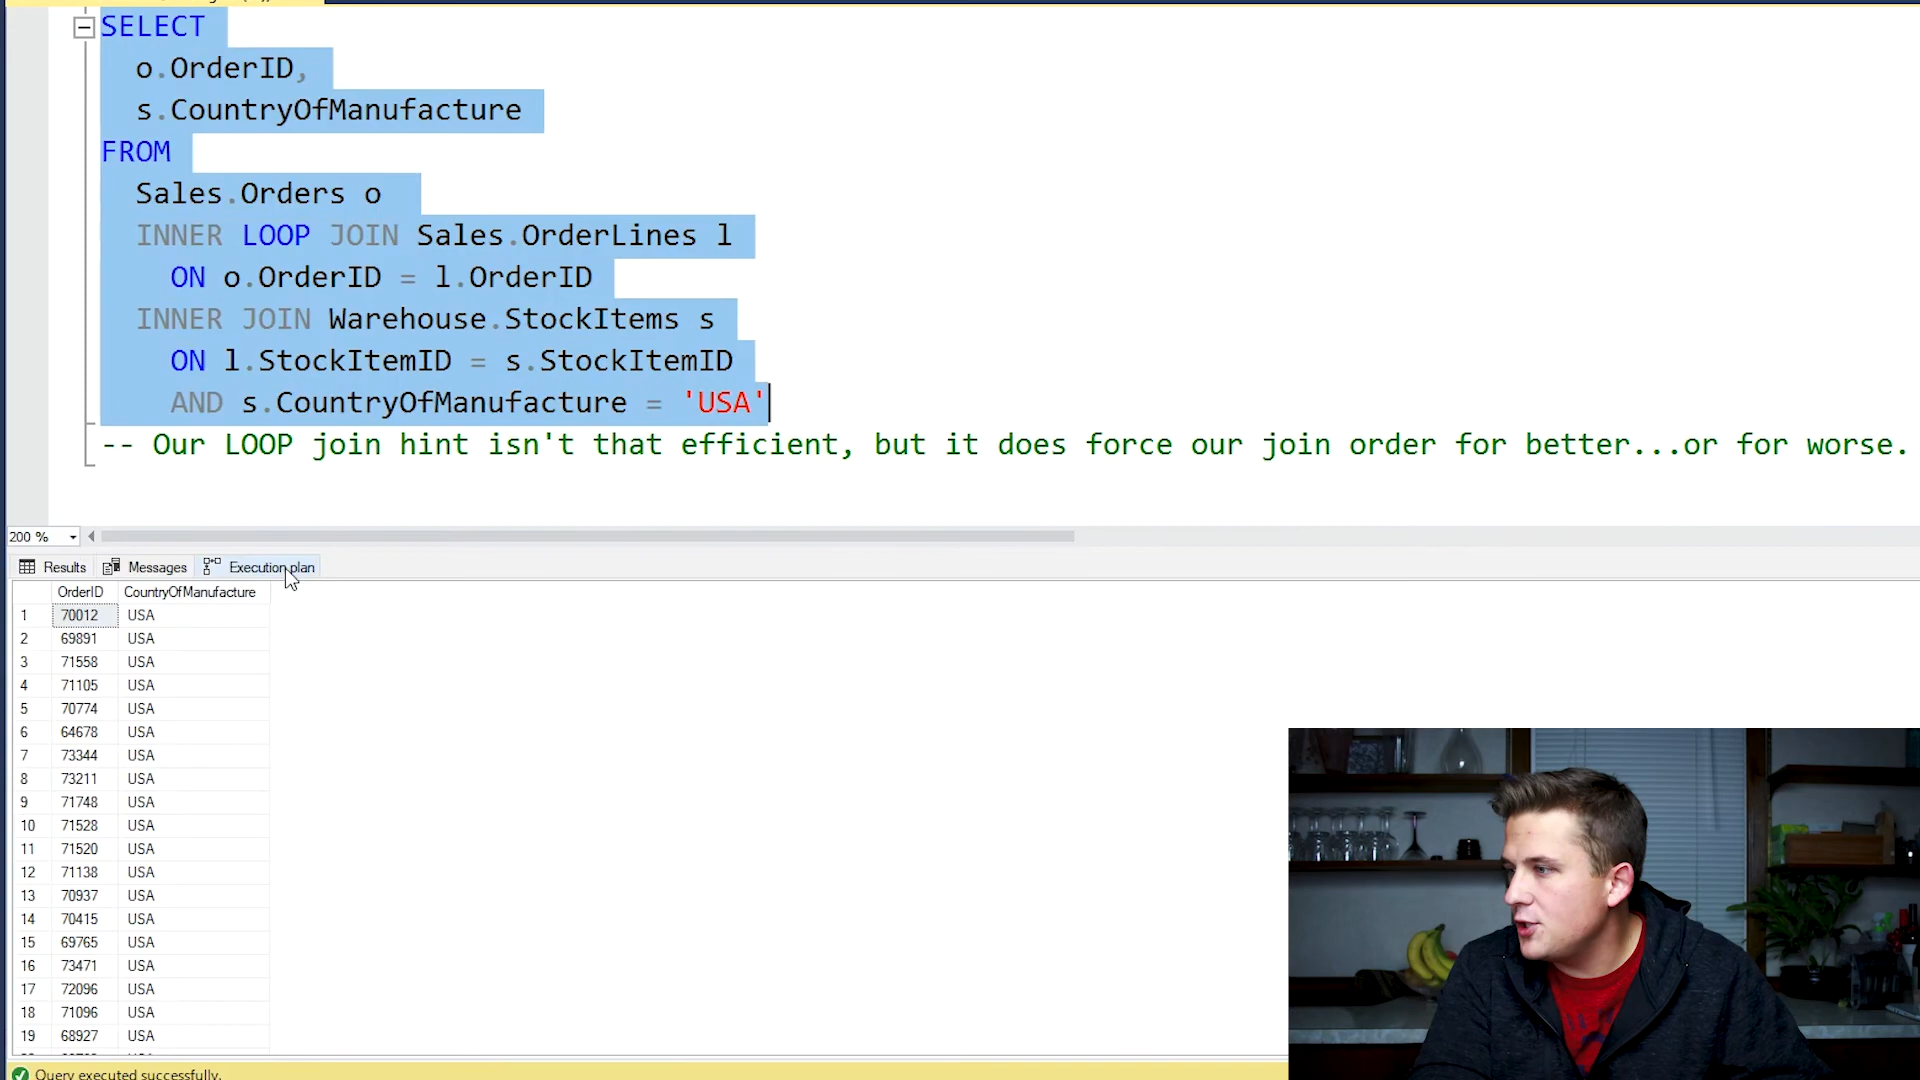 SELECT
o.OrderID,
s.CountryOfManufacture
FROM
Sales.Orders o
INNER LOOP JOIN Sales.OrderLines l
ON o.OrderID = l.OrderID
INNER JOIN Warehouse.StockItems s
ON l.StockItemID = s.StockItemID
AND s.CountryOfManufacture = 'USA'
-- Our LOOP join hint isn't that efficient, but it does force our join order for better...or for worse.
200 %
Results Messages Execution plan
OrderID CountryOfManufacture
1 70012 USA
2 69891 USA
3 71558 USA
4 71105 USA
5 70774 USA
6 64678 USA
7 73344 USA
8 73211 USA
9 71748 USA
10 71528 USA
11 71520 USA
12 71138 USA
13 70937 USA
14 70415 USA
15 69765 USA
16 73471 USA
17 72096 USA
18 71096 USA
19 68927 USA
Query executed successfully.